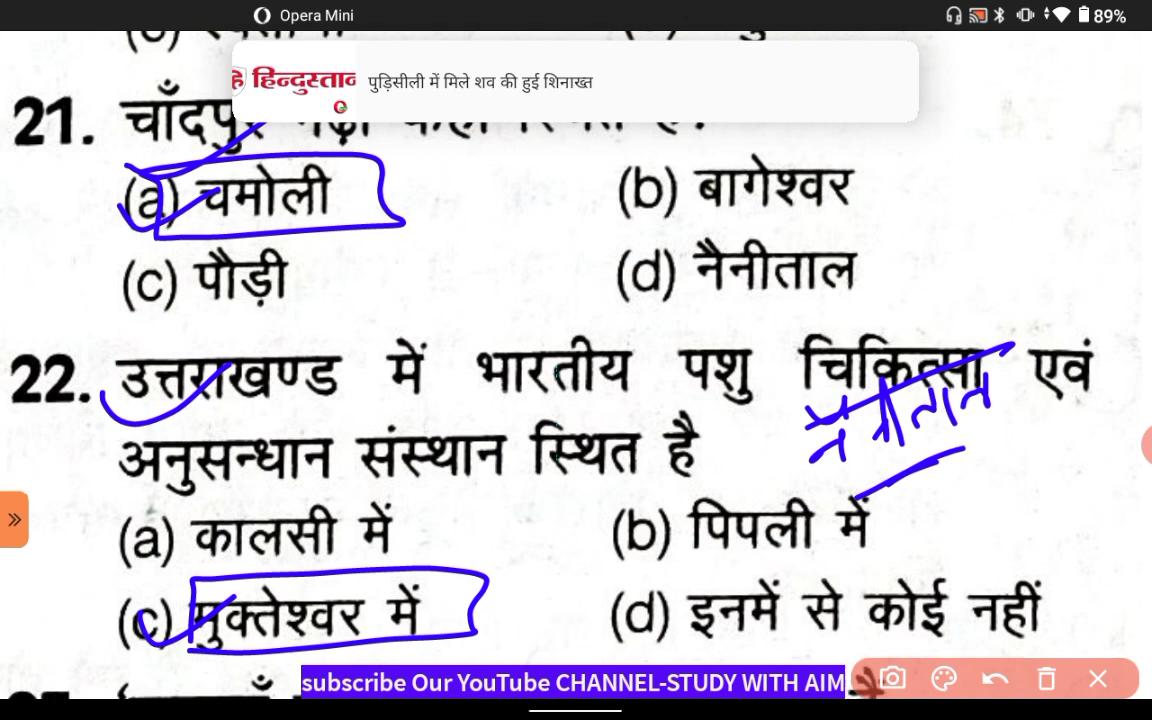 Opera Mini
89%
हिन्दुस्तान पुड़िसीली में मिले शव की हुई शिनाख्त
21. चाँदपुर
(a) चमोली (b) बागेश्वर
(c) पौड़ी (d) नैनीताल
22. उत्तराखण्ड में भारतीय पशु चिकित्सा एवं
अनुसन्धान संस्थान स्थित है
(a) कालसी में (b) पिपली में
(c) मुक्तेश्वर में (d) इनमें से कोई नहीं
subscribe Our YouTube CHANNEL-STUDY WITH AIM